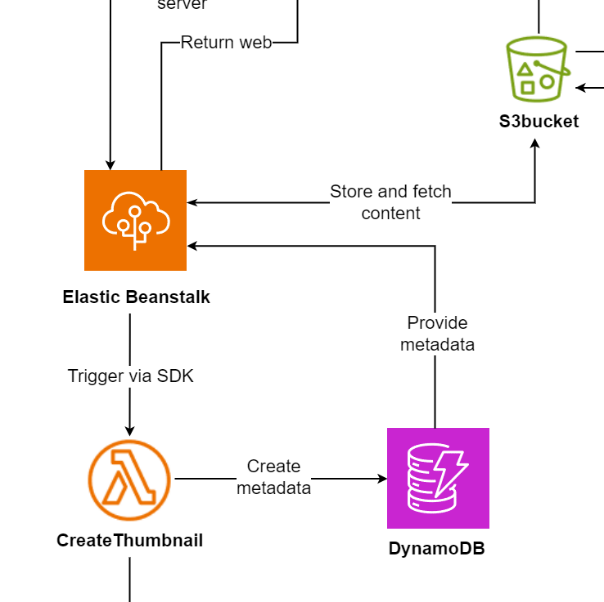 server
Return web
S3bucket
Store and fetch
content
Elastic Beanstalk
Provide
metadata
Trigger via SDK
Create
metadata
CreateThumbnail
DynamoDB